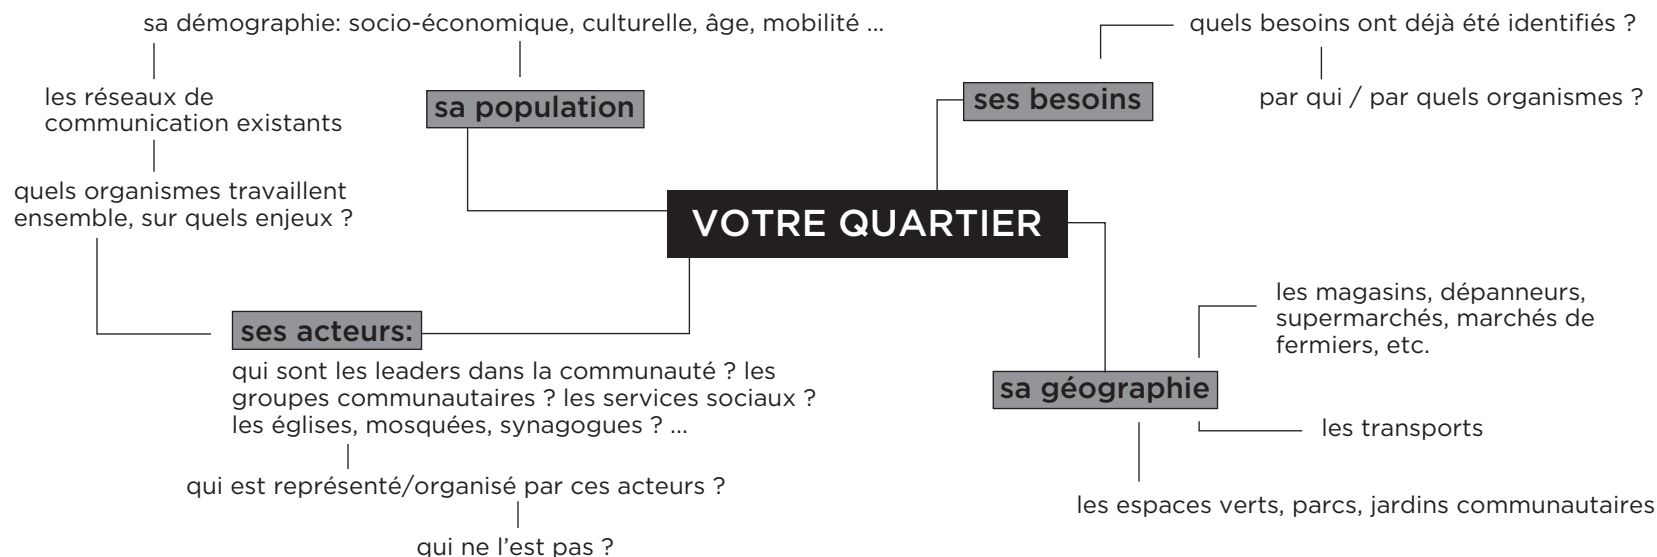 sa démographie: socio-économique, culturelle, âge, mobilité ...
quels besoins ont déjà été identifiés ?
les réseaux de
communication existants
sa population
ses besoins
par qui / par quels organismes ?
quels organismes travaillent
ensemble, sur quels enjeux ?
VOTRE QUARTIER
ses acteurs:
qui sont les leaders dans la communauté ? les
groupes communautaires ? les services sociaux ?
les églises, mosquées, synagogues ? ...
qui est représenté/organisé par ces acteurs ?
qui ne l'est pas ?
les magasins, dépanneurs,
supermarchés, marchés de
fermiers, etc.
sa géographie
les transports
les espaces verts, parcs, jardins communautaires